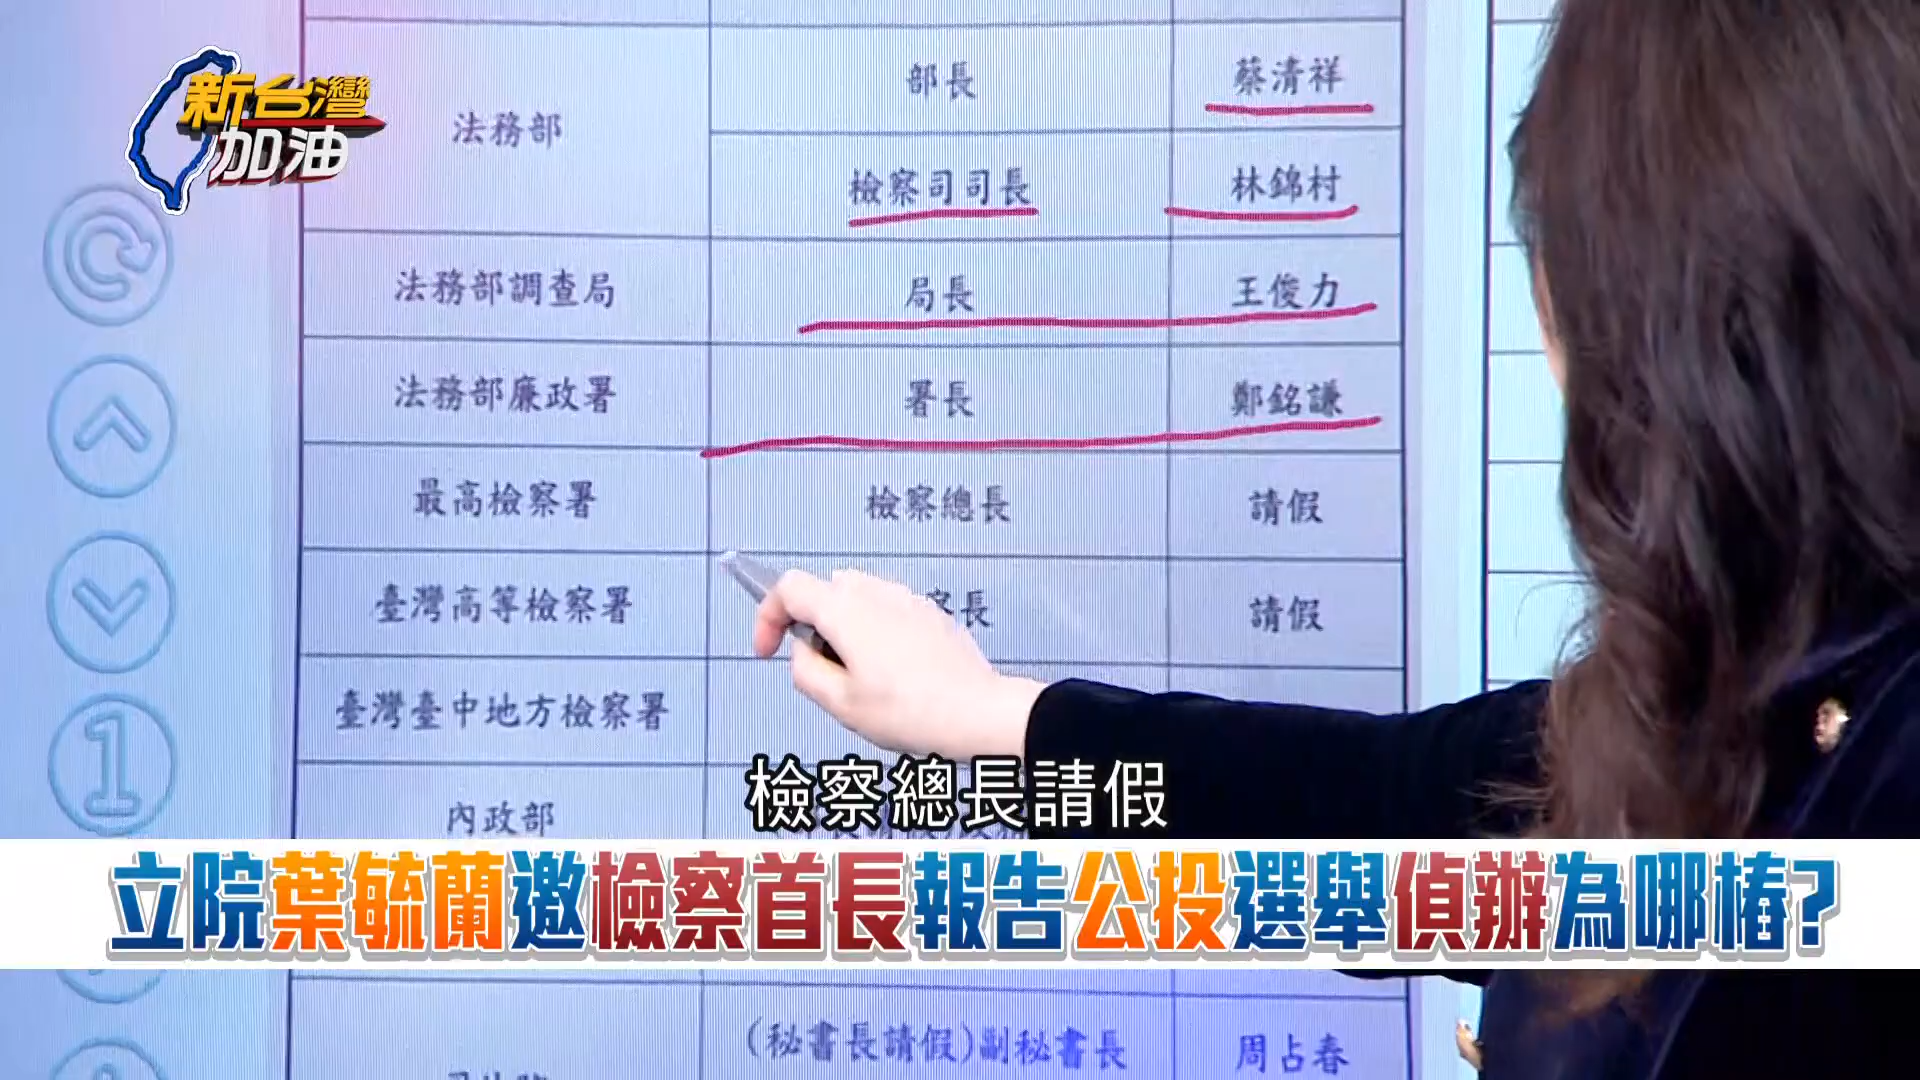 新台灣
加油
法務部
部長
蔡清祥
檢察司司長
林錦村
法務部調查局
局長
王俊力
法務部廉政署
署長
鄭銘謙
最高檢察署
檢察總長
請假
臺灣高等檢察署
察長
請假
臺灣臺中地方檢察署
1
內政部
檢察總長請假
立院葉毓蘭邀檢察首長報告公投選舉偵辦為哪樁?
(秘書長請假)副秘書長
周占春